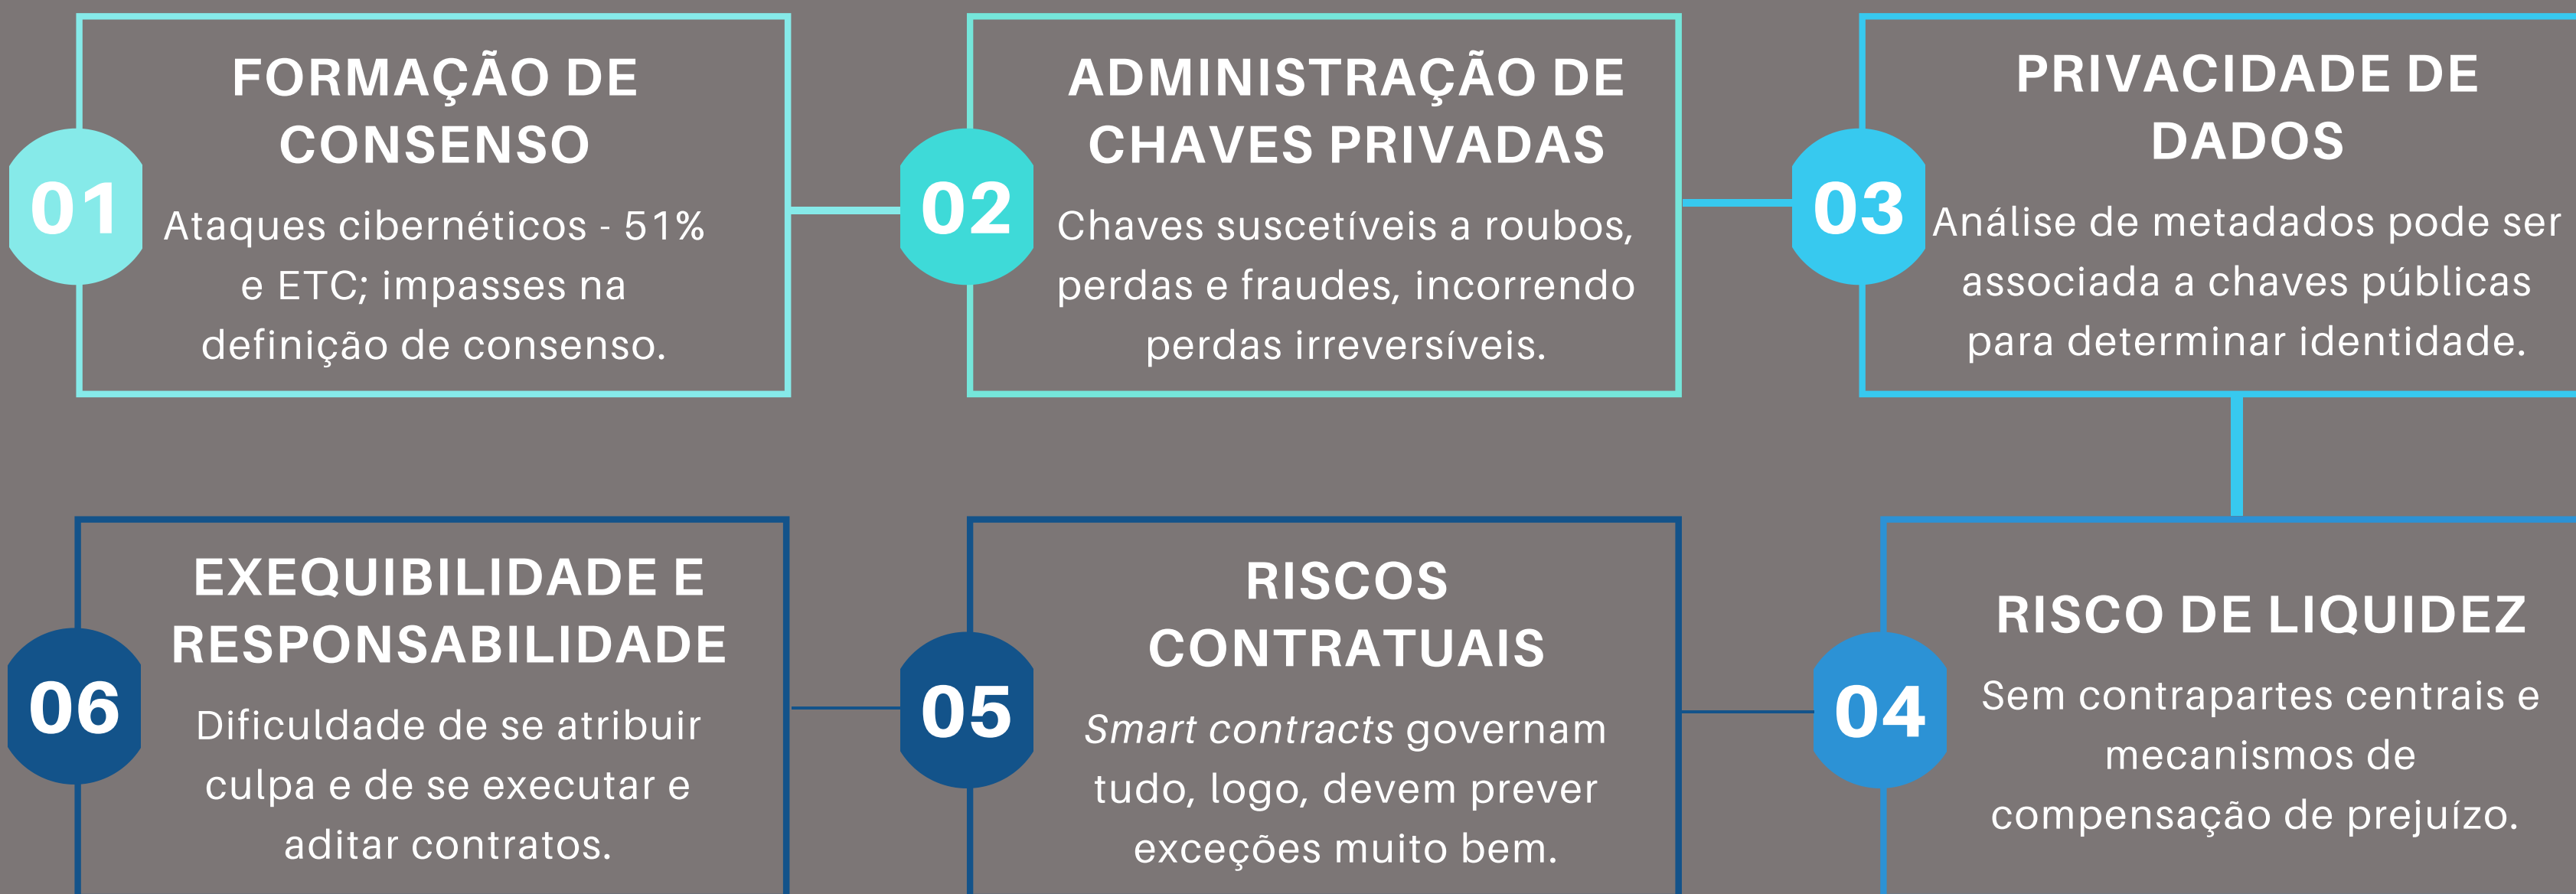 01
FORMAÇÃO DE
CONSENSO
Ataques cibernéticos - 51%
e ETC; impasses na
definição de consenso.
02
ADMINISTRAÇÃO DE
CHAVES PRIVADAS
Chaves suscetíveis a roubos,
perdas e fraudes, incorrendo
perdas irreversíveis.
03
PRIVACIDADE DE
DADOS
Análise de metadados pode ser
associada a chaves públicas
para determinar identidade.
04
RISCO DE LIQUIDEZ
Sem contrapartes centrais e
mecanismos de
compensação de prejuízo.
05
RISCOS
CONTRATUAIS
Smart contracts governam
tudo, logo, devem prever
exceções muito bem.
06
EXEQUIBILIDADE E
RESPONSABILIDADE
Dificuldade de se atribuir
culpa e de se executar e
aditar contratos.